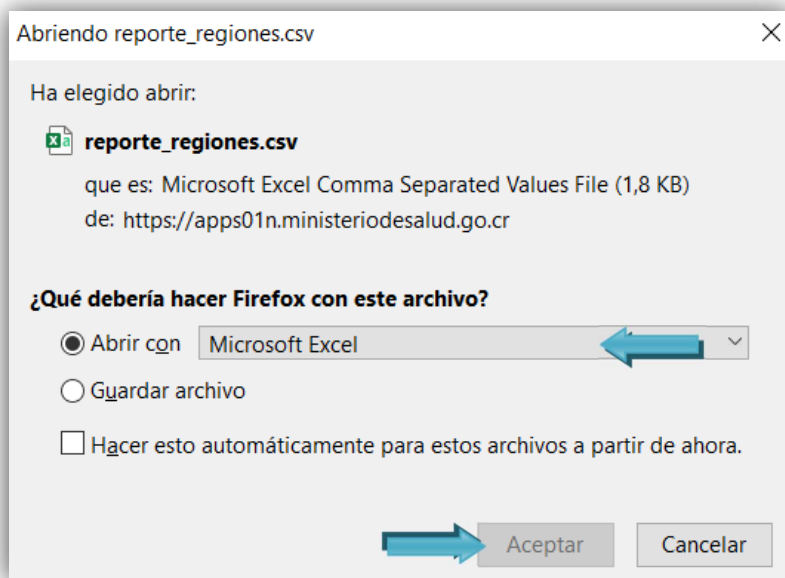 Abriendo reporte_regiones.csv
Ha elegido abrir:
reporte_regiones.csv
que es: Microsoft Excel Comma Separated Values File (1,8 KB)
de: https://apps01n.ministeriodesalud.go.cr
¿Qué debería hacer Firefox con este archivo?
Abrir con Microsoft Excel
Guardar archivo
Hacer esto automáticamente para estos archivos a partir de ahora.
Aceptar Cancelar